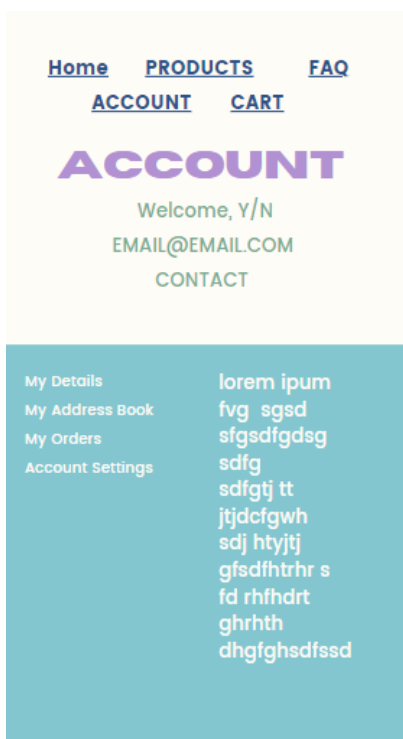 Home PRODUCTS FAQ
ACCOUNT CART
ACCOUNT
Welcome, Y/N
EMAIL@EMAIL.COM
CONTACT
My Details
My Address Book
My Orders
Account Settings
lorem ipum
fvg sgsd
sfgsdfgdsg
sdfg
sdfgtj tt
jtjdcfgwh
sdj htyjtj
gfsdfhtrhr s
fd rhfhdrt
ghrhth
dhgfghsdfssd